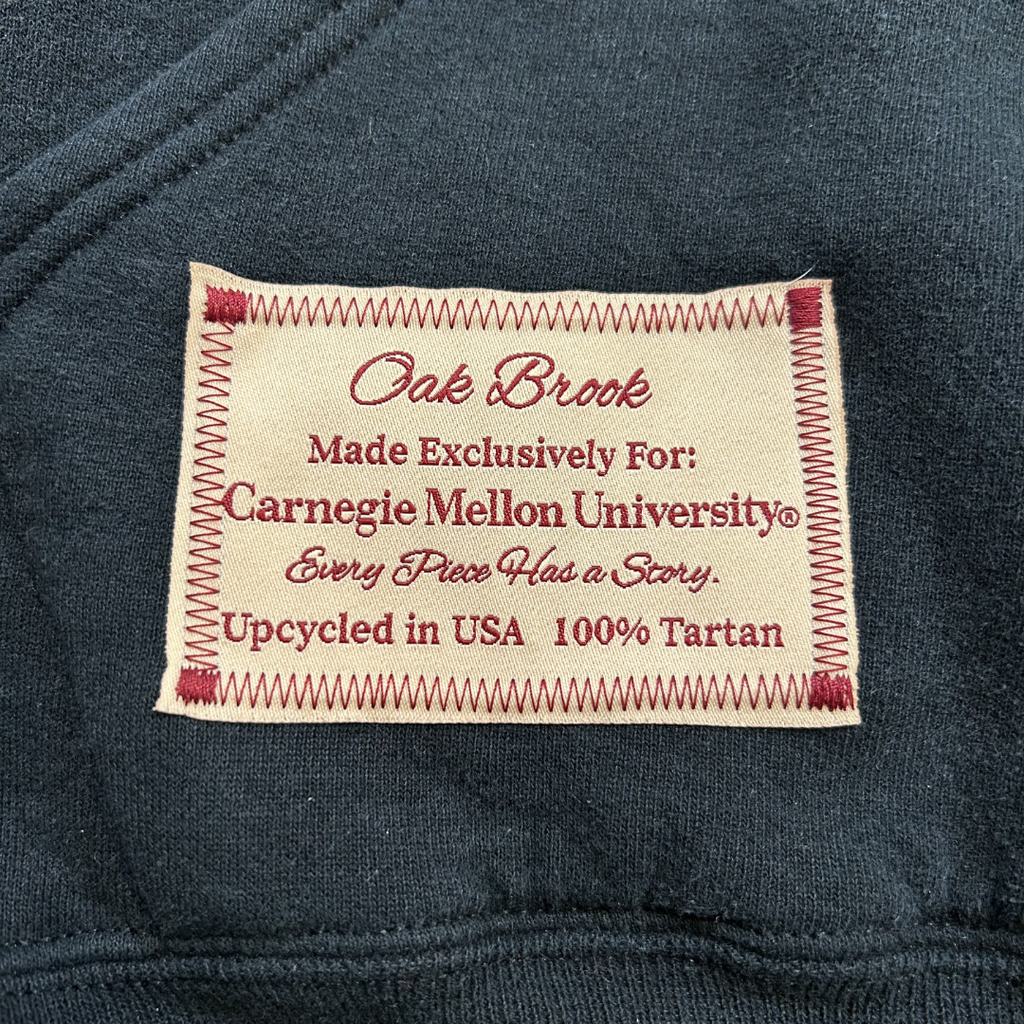 Oak Brook
Made Exclusively For:
Carnegie Mellon University®
Every Piece Has a Story.
Upcycled in USA 100% Tartan